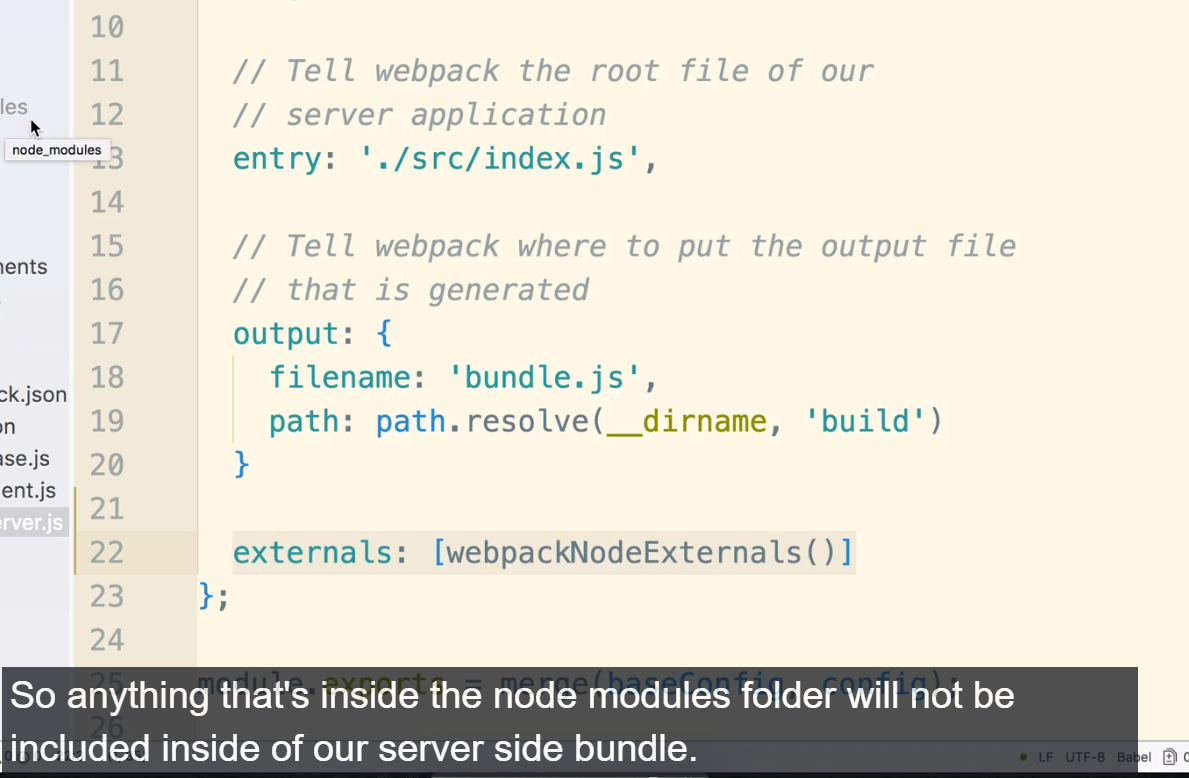 10
11 // Tell webpack the root file of our
les
12 // server application
node_modules
13 entry: './src/index.js',
14
15 // Tell webpack where to put the output file
nents
16 // that is generated
17 output: {
18 filename: 'bundle.js',
ck.json
19 path: path.resolve(__dirname, 'build')
on
ase.js
20 }
ent.js
21
erver.js
22 externals: [webpackNodeExternals()]
23 };
24
25 module.exports = merge(baseConfig, config);
So anything that's inside the node modules folder will not be
26
included inside of our server side bundle.
LF UTF-8 Babel